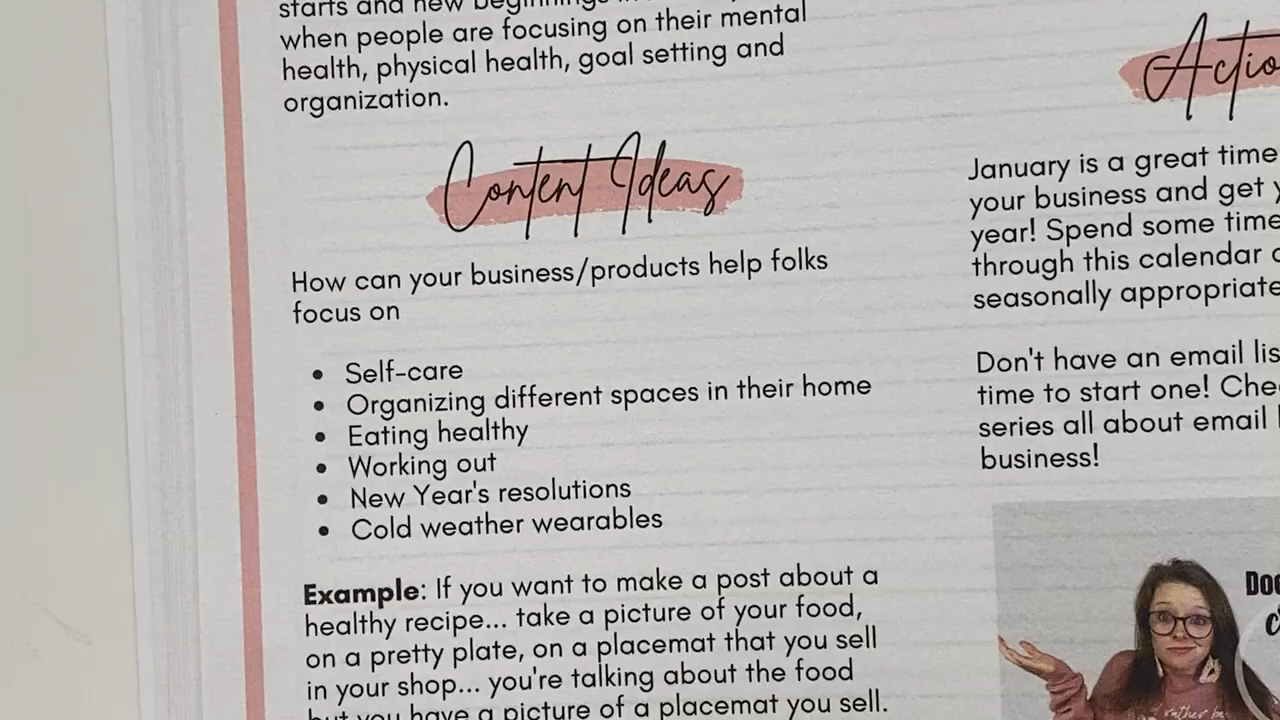 starts and new beginnings
when people are focusing on their mental
health, physical health, goal setting and
organization.
Content Ideas
How can your business/products help folks
focus on
• Self-care
• Organizing different spaces in their home
• Eating healthy
• Working out
• New Year's resolutions
• Cold weather wearables
Example: If you want to make a post about a
healthy recipe... take a picture of your food,
on a pretty plate, on a placemat that you sell
in your shop... you're talking about the food
but you have a picture of a placemat you sell.
January is a great time
your business and get
year! Spend some time
through this calendar
seasonally appropriate
Don't have an email
time to start one!
series all about email
business!
rather be